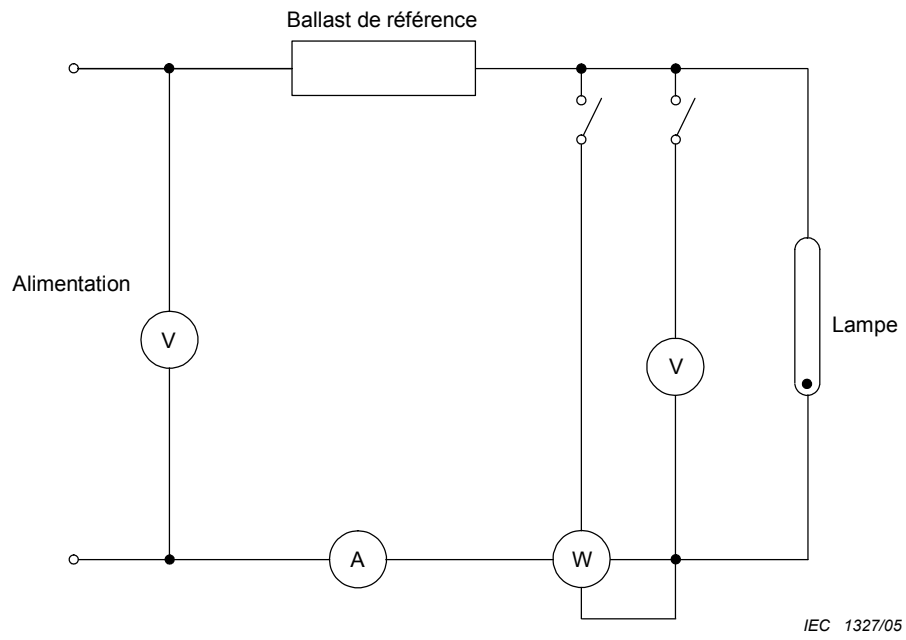 Ballast de référence
Alimentation
V
V
Lampe
A
W
IEC 1327/05